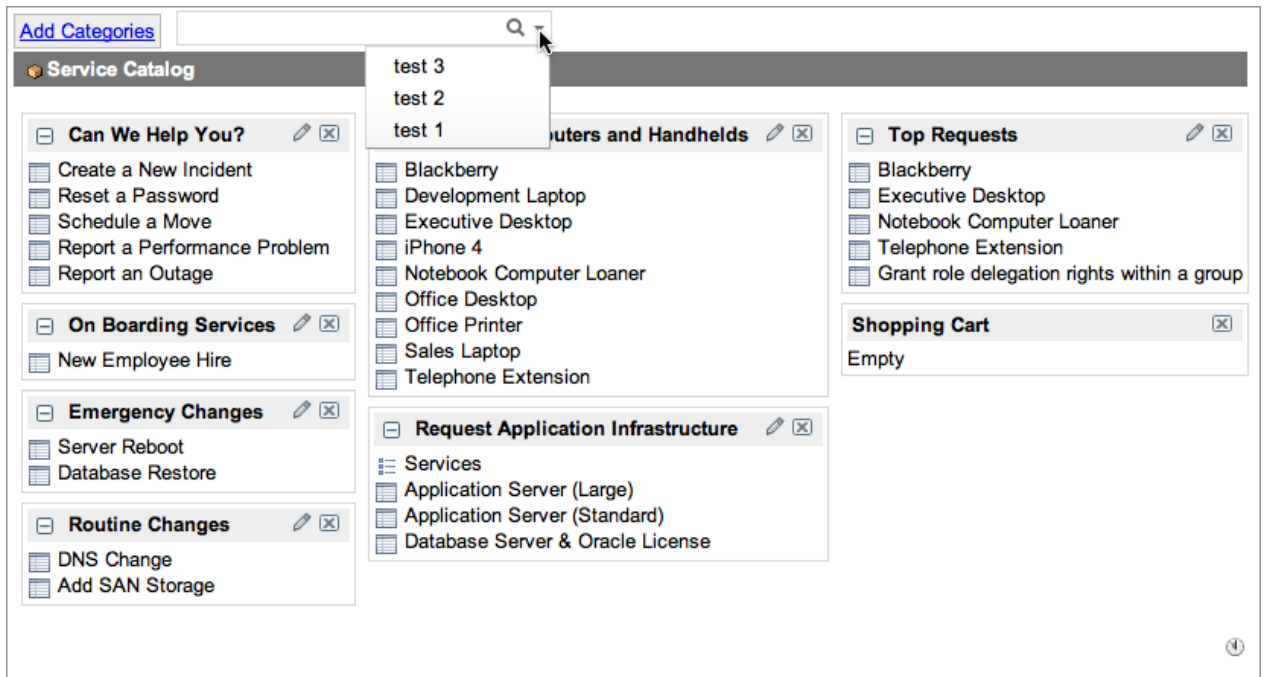 Add Categories
test 3
test 2
test 1
Service Catalog
Can We Help You?
Create a New Incident
Reset a Password
Schedule a Move
Report a Performance Problem
Report an Outage
On Boarding Services
New Employee Hire
Emergency Changes
Server Reboot
Database Restore
Routine Changes
DNS Change
Add SAN Storage
and Handhelds
Blackberry
Development Laptop
Executive Desktop
iPhone 4
Notebook Computer Loaner
Office Desktop
Office Printer
Sales Laptop
Telephone Extension
Request Application Infrastructure
Services
Application Server (Large)
Application Server (Standard)
Database Server & Oracle License
Top Requests
Blackberry
Executive Desktop
Notebook Computer Loaner
Telephone Extension
Grant role delegation rights within a group
Shopping Cart
Empty